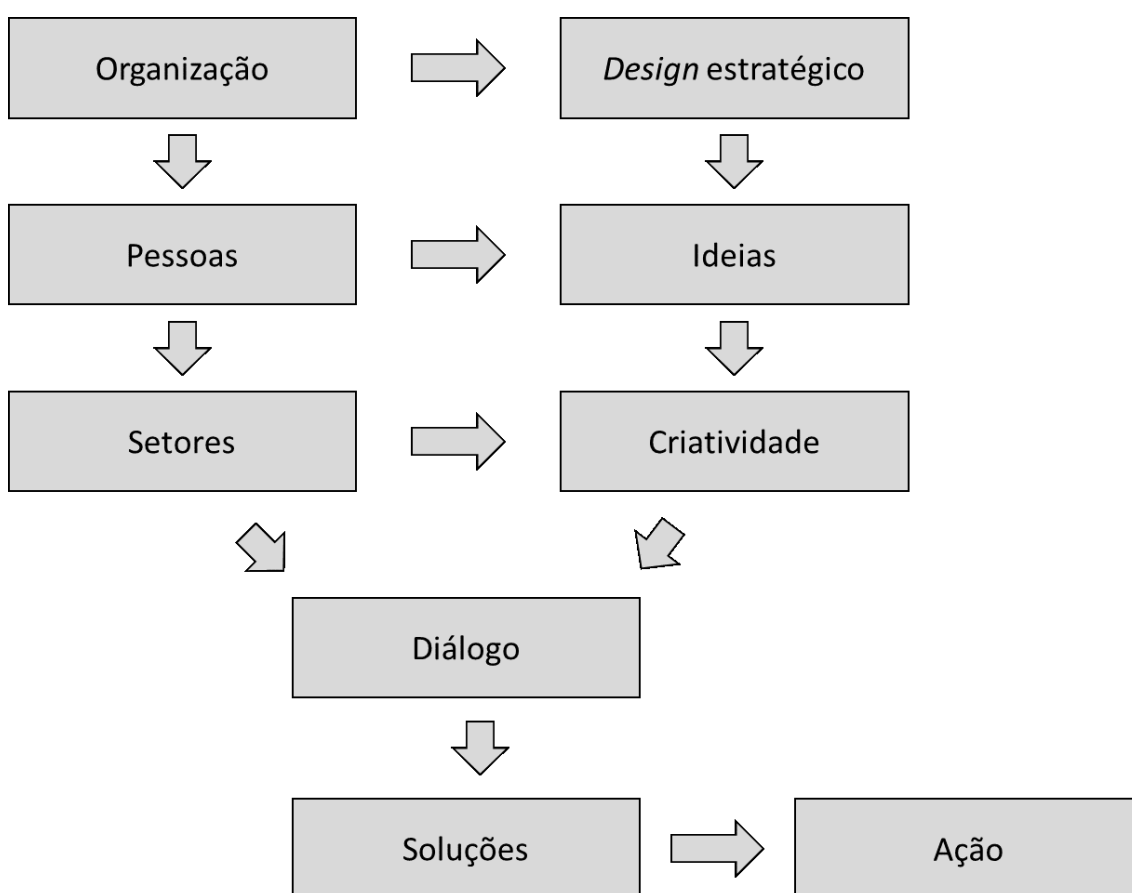 Organização
Design estratégico
Pessoas
Ideias
Setores
Criatividade
Diálogo
Soluções
Ação